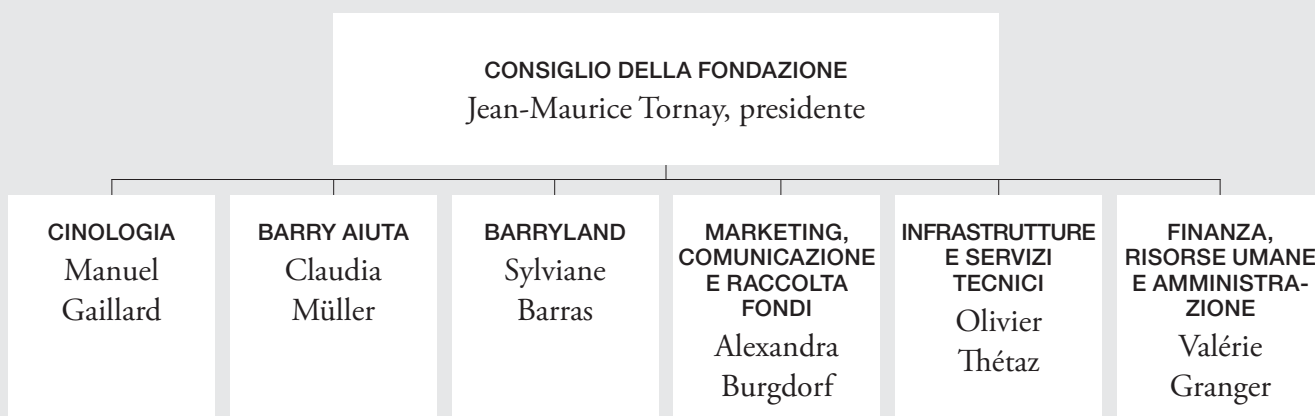 CONSIGLIO DELLA FONDAZIONE
Jean-Maurice Tornay, presidente
CINOLOGIA
Manuel
Gaillard
BARRY AIUTA
Claudia
Müller
BARRYLAND
Sylviane
Barras
MARKETING,
COMUNICAZIONE
E RACCOLTA
FONDI
Alexandra
Burgdorf
INFRASTRUTTURE
E SERVIZI
TECNICI
Olivier
Thétaz
FINANZA,
RISORSE UMANE
E AMMINISTRA-
ZIONE
Valérie
Granger